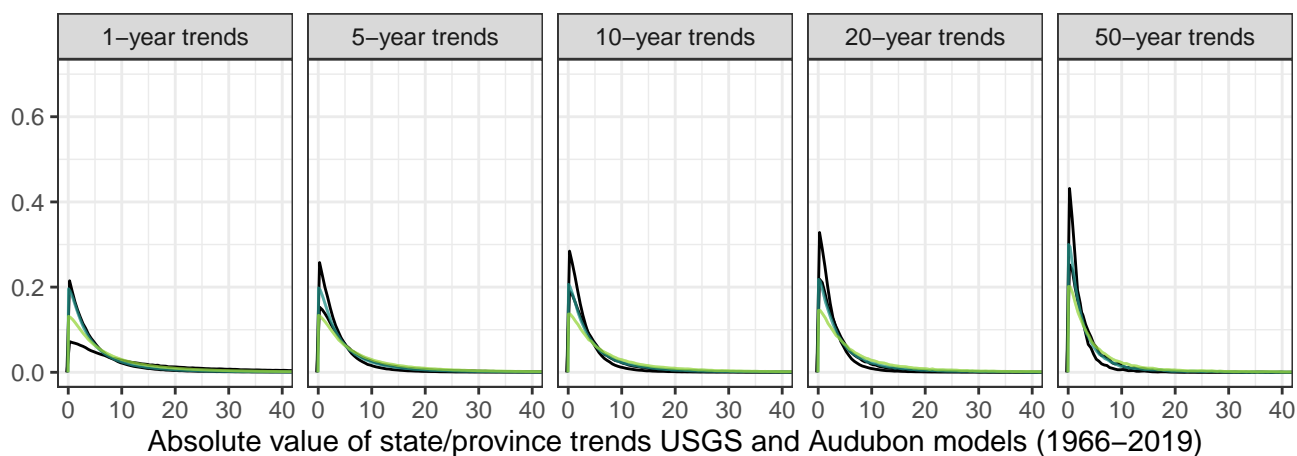 1−year trends 5−year trends 10−year trends 20−year trends 50−year trends
0.6
0.4
0.2
0.0
0 10 20 30 40 0 10 20 30 40 0 10 20 30 40 0 10 20 30 40 0 10 20 30 40
Absolute value of state/province trends USGS and Audubon models (1966−2019)